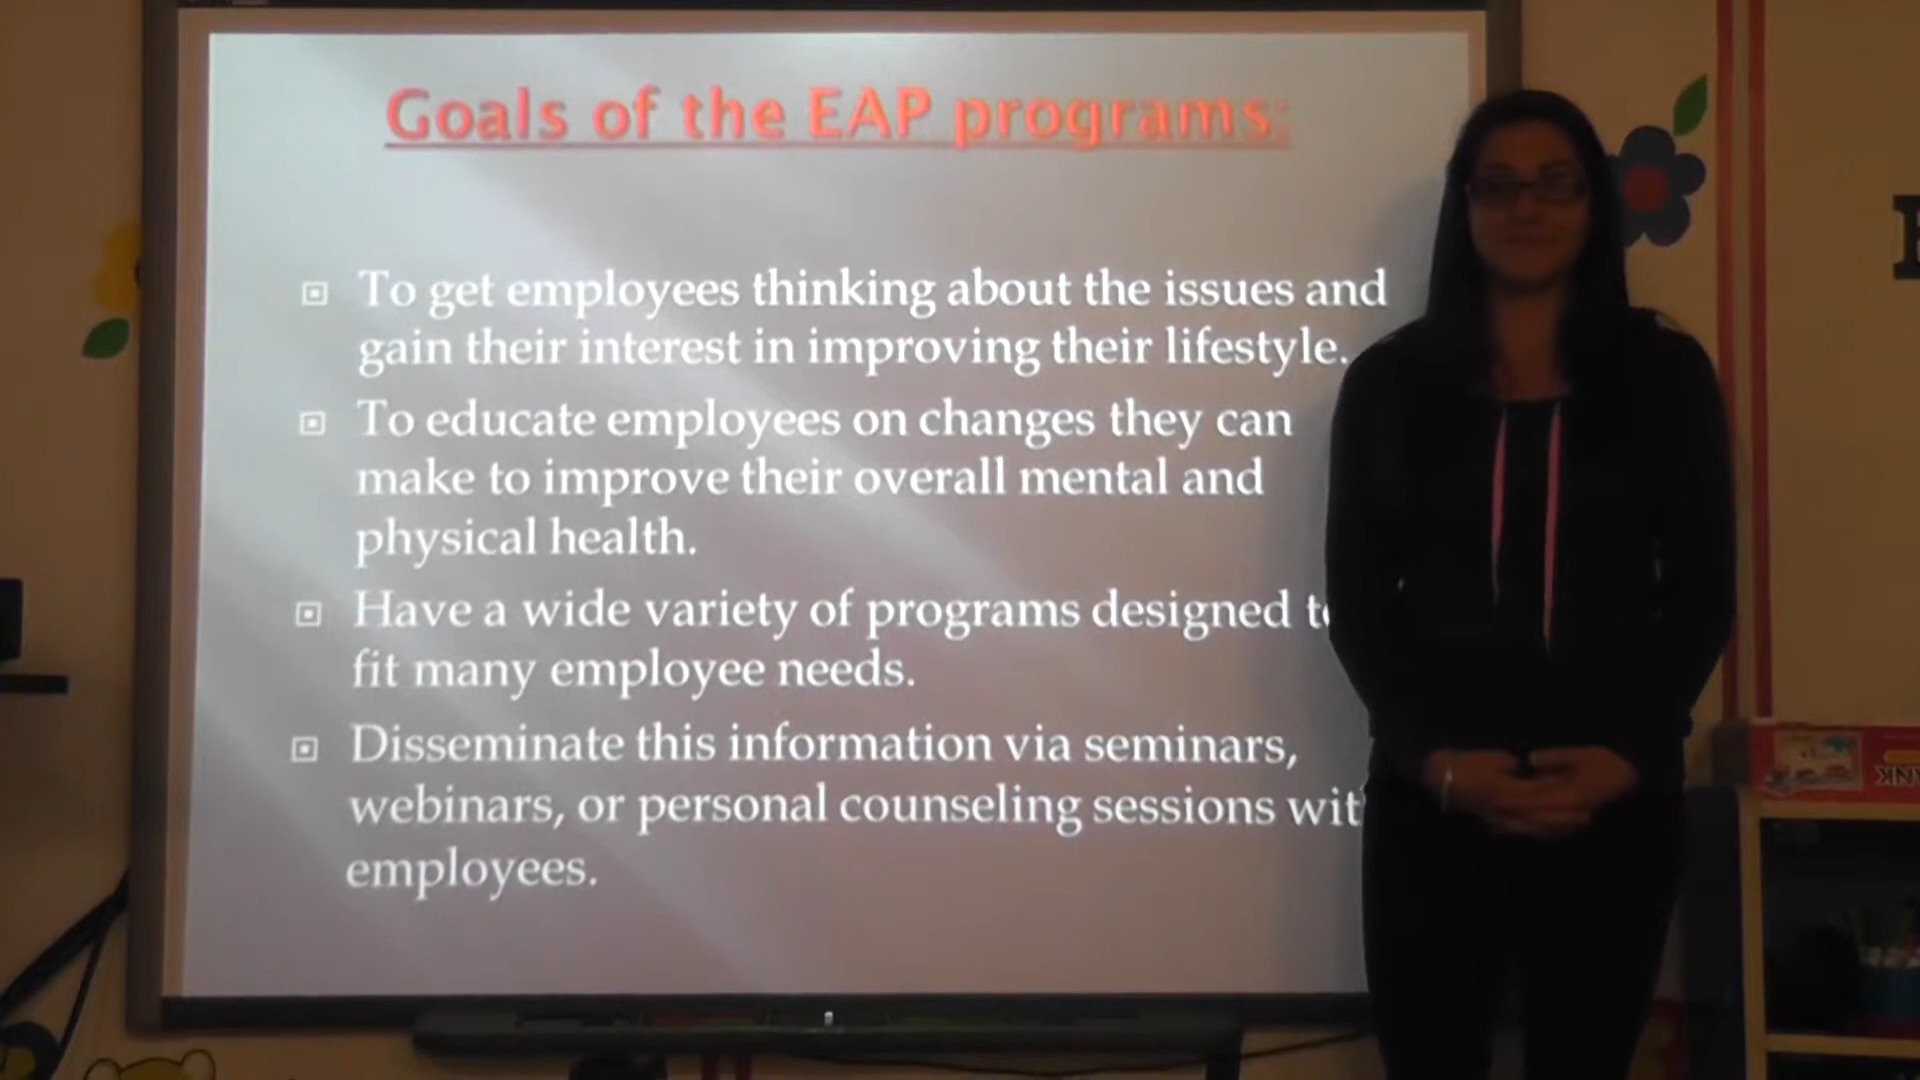 Goals of the EAP programs:
To get employees thinking about the issues and
gain their interest in improving their lifestyle.
To educate employees on changes they can
make to improve their overall mental and
physical health.
Have a wide variety of programs designed
fit many employee needs.
Disseminate this information via seminars,
webinars, or personal counseling sessions
employees.